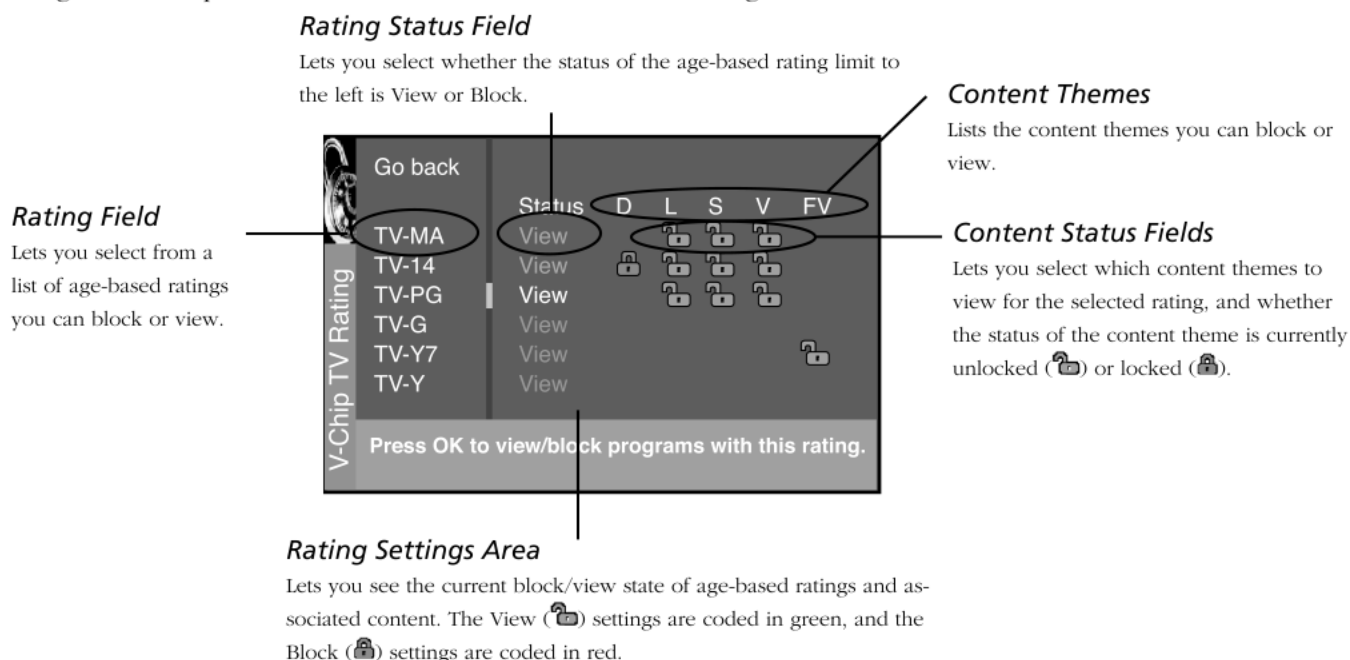 Rating Status Field
Lets you select whether the status of the age-based rating limit to
the left is View or Block.
Content Themes
Lists the content themes you can block or
view.
Rating Field
Lets you select from a
list of age-based ratings
you can block or view.
Go back
Status D L S V FV
TV-MA View
TV-14 View
TV-PG View
TV-G View
TV-Y7 View
TV-Y View
V-Chip TV Rating
Press OK to view/block programs with this rating.
Content Status Fields
Lets you select which content themes to
view for the selected rating, and whether
the status of the content theme is currently
unlocked ( ) or locked ( ).
Rating Settings Area
Lets you see the current block/view state of age-based ratings and as-
sociated content. The View ( ) settings are coded in green, and the
Block ( ) settings are coded in red.